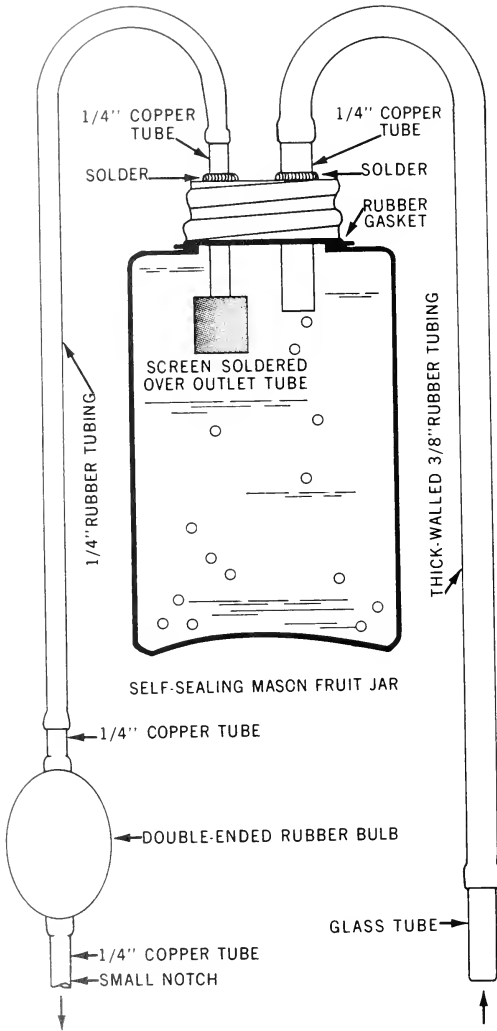 1/4" COPPER
TUBE
1/4" COPPER
TUBE
SOLDER
SOLDER
RUBBER
GASKET
SCREEN SOLDERED
OVER OUTLET TUBE
1/4" RUBBER TUBING
THICK-WALLED 3/8" RUBBER TUBING
SELF-SEALING MASON FRUIT JAR
1/4" COPPER TUBE
DOUBLE-ENDED RUBBER BULB
GLASS TUBE
1/4" COPPER TUBE
SMALL NOTCH